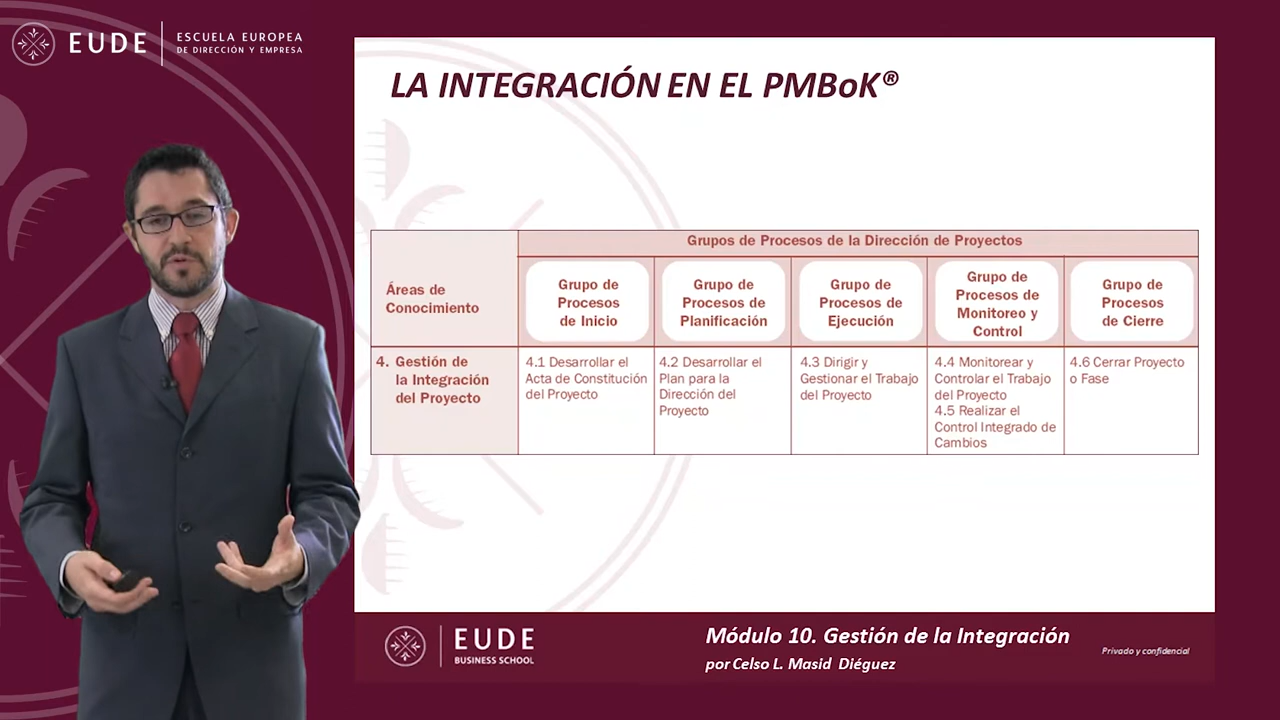 EUDE
ESCUELA EUROPEA
DE DIRECCIÓN Y EMPRESA
LA INTEGRACIÓN EN EL PMBoK®
Grupos de Procesos de la Dirección de Proyectos
Áreas de
Conocimiento
Grupo de
Procesos
de Inicio
Grupo de
Procesos de
Planificación
Grupo de
Procesos de
Ejecución
Grupo de
Procesos de
Monitoreo y
Control
Grupo de
Procesos
de Cierre
4. Gestión de
la Integración
del Proyecto
4.1 Desarrollar el
Acta de Constitución
del Proyecto
4.2 Desarrollar el
Plan para la
Dirección del
Proyecto
4.3 Dirigir y
Gestionar el Trabajo
del Proyecto
4.4 Monitorear y
Controlar el Trabajo
del Proyecto
4.5 Realizar el
Control Integrado de
Cambios
4.6 Cerrar Proyecto
o Fase
EUDE
BUSINESS SCHOOL
Módulo 10. Gestión de la Integración
por Celso L. Masid Diéguez
Privado y confidencial